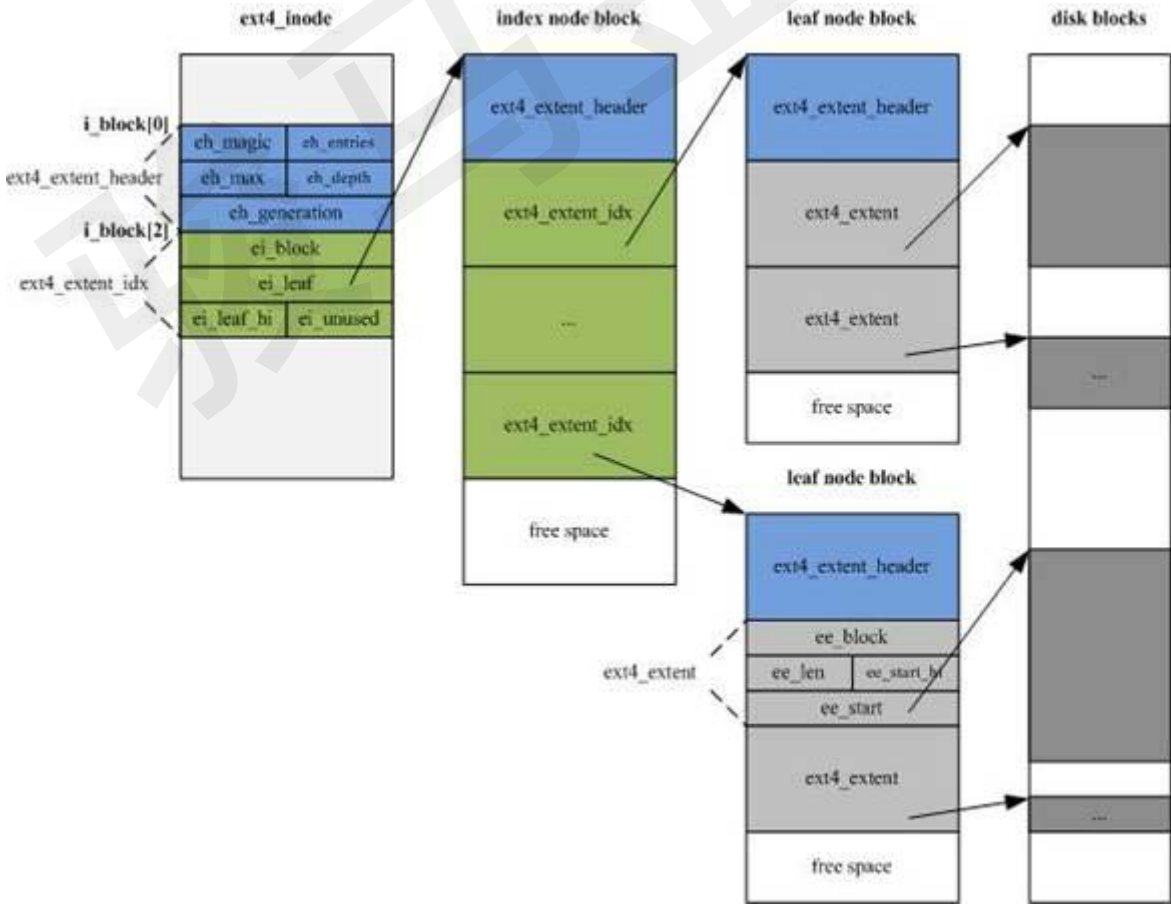 ext4_inode
i_block[0]
eh_magic eh_entries
ext4_extent_header
eh_max eh_depth
eh_generation
i_block[2]
ei_block
ext4_extent_idx
ei_leaf
ei_leaf_hi ei_unused
index node block
ext4_extent_header
ext4_extent_idx
...
ext4_extent_idx
free space
leaf node block
ext4_extent_header
ext4_extent
ext4_extent
free space
leaf node block
ext4_extent_header
ext4_extent
ee_block
ee_len ee_start_hi
ee_start
ext4_extent
free space
disk blocks
...
...